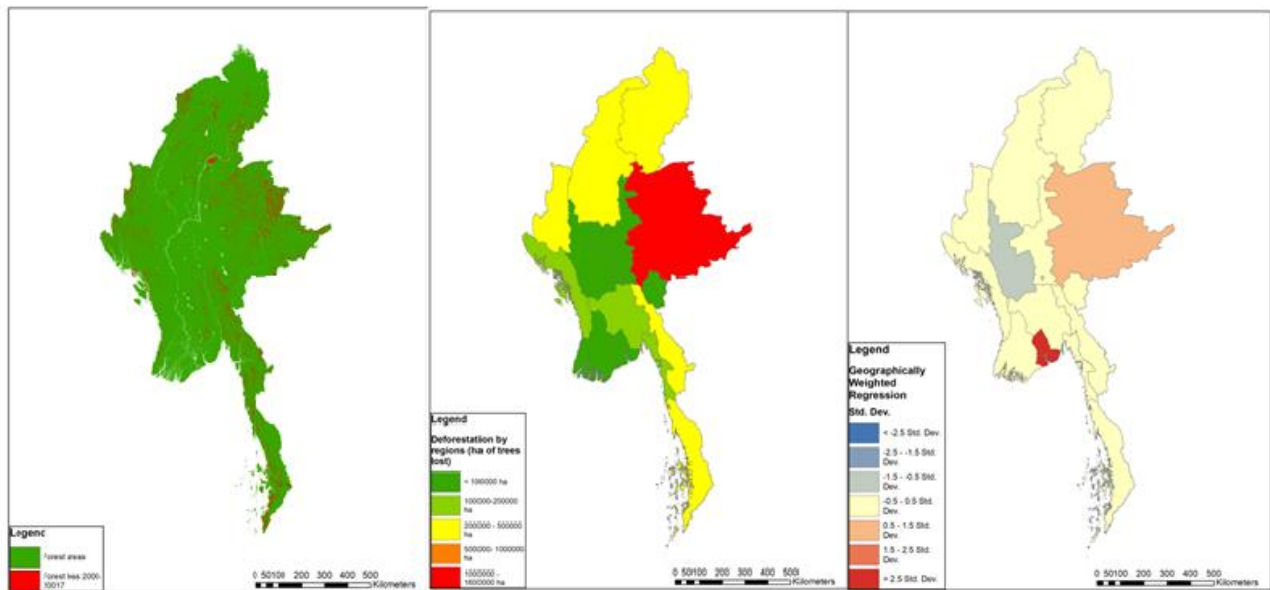 Legend
Forest areas
Forest loss 2000-
0 50100 200 300 400 500
Kilometers
Legend
Deforestation by
regions (ha of trees
lost)
100000-200000
ha
200000 - 500000
ha
500000- 1000000
ha
1000000 -
1600000 ha
0 50100 200 300 400 500
Kilometers
Legend
Geographically
Weighted
Regression
Std. Dev.
< -2.5 Std. Dev.
-2.5 - -1.5 Std.
Dev.
-1.5 - -0.5 Std.
Dev.
-0.5 - 0.5 Std.
Dev.
0.5 - 1.5 Std.
Dev.
1.5 - 2.5 Std.
Dev.
> 2.5 Std. Dev.
0 50100 200 300 400 500
Kilometers